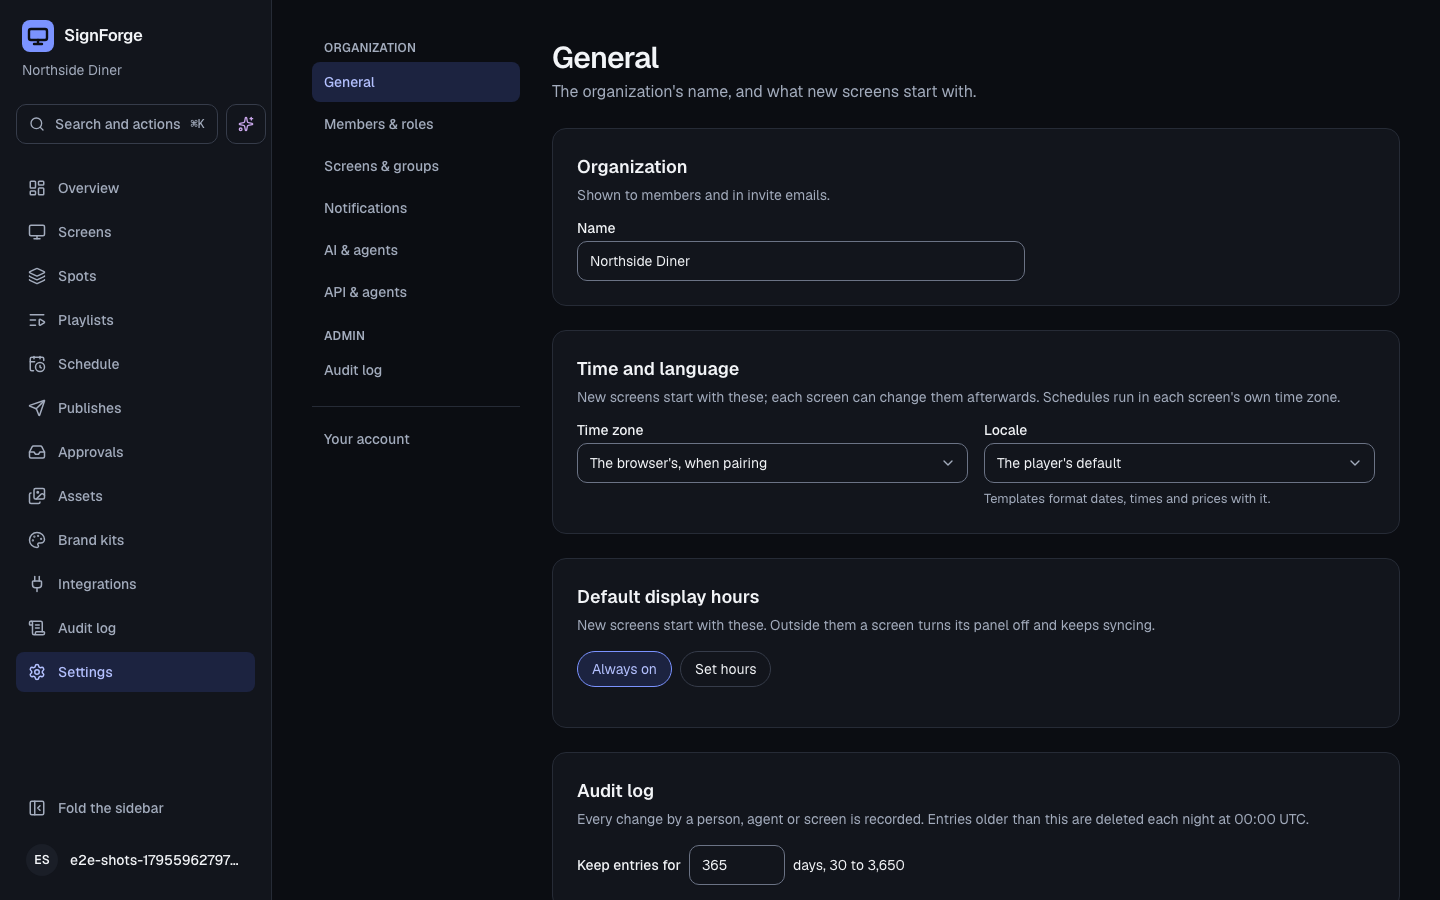 SignForge
Northside Diner
Search and actions ⌘K
Overview
Screens
Spots
Playlists
Schedule
Publishes
Approvals
Assets
Brand kits
Integrations
Audit log
Settings
Fold the sidebar
ES e2e-shots-17955962797...
ORGANIZATION
General
Members & roles
Screens & groups
Notifications
AI & agents
API & agents
ADMIN
Audit log
Your account
General
The organization's name, and what new screens start with.
Organization
Shown to members and in invite emails.
Name
Northside Diner
Time and language
New screens start with these; each screen can change them afterwards. Schedules run in each screen's own time zone.
Time zone
The browser's, when pairing
Locale
The player's default
Templates format dates, times and prices with it.
Default display hours
New screens start with these. Outside them a screen turns its panel off and keeps syncing.
Always on Set hours
Audit log
Every change by a person, agent or screen is recorded. Entries older than this are deleted each night at 00:00 UTC.
Keep entries for 365 days, 30 to 3,650